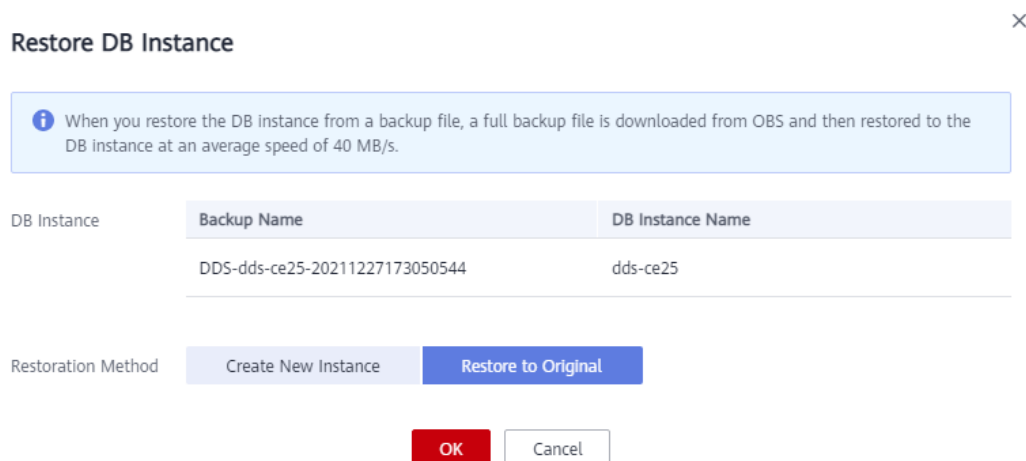 Restore DB Instance
When you restore the DB instance from a backup file, a full backup file is downloaded from OBS and then restored to the
DB instance at an average speed of 40 MB/s.
DB Instance
Backup Name DB Instance Name
DDS-dds-ce25-20211227173050544 dds-ce25
Restoration Method Create New Instance Restore to Original
OK Cancel